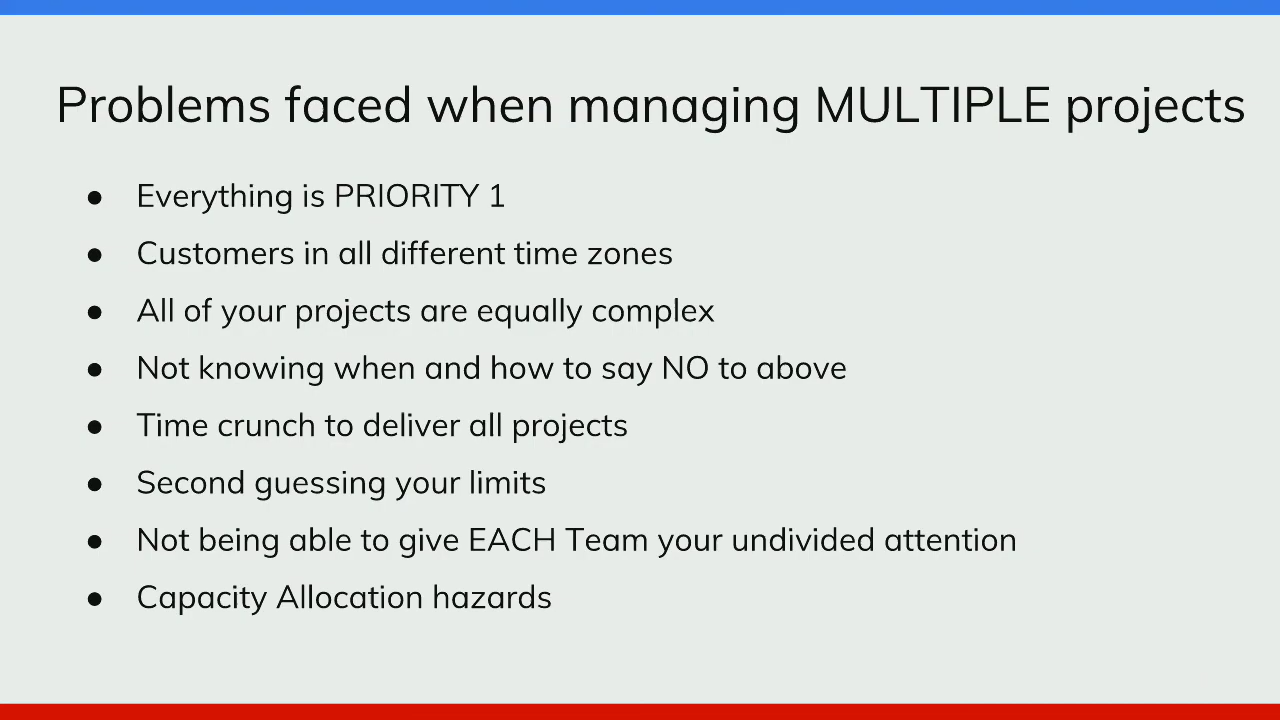 Problems faced when managing MULTIPLE projects
● Everything is PRIORITY 1
● Customers in all different time zones
● All of your projects are equally complex
● Not knowing when and how to say NO to above
● Time crunch to deliver all projects
● Second guessing your limits
● Not being able to give EACH Team your undivided attention
● Capacity Allocation hazards